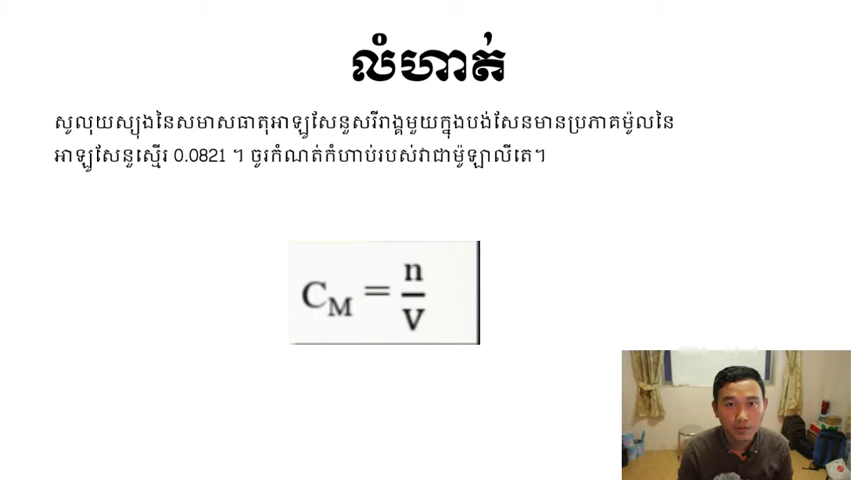 លំហាត់
សូលុយស្យុងនៃសមាសធាតុអាឡូសែនួសរីរាង្គមួយក្នុងបង់សែនមានប្រភាគម៉ូលនៃ
អាឡូសែនួស្មើរ 0.0821 ។ ចូរកំណត់កំហាប់របស់វាជាម៉ូឡាលីតេ។
C_M = n/V